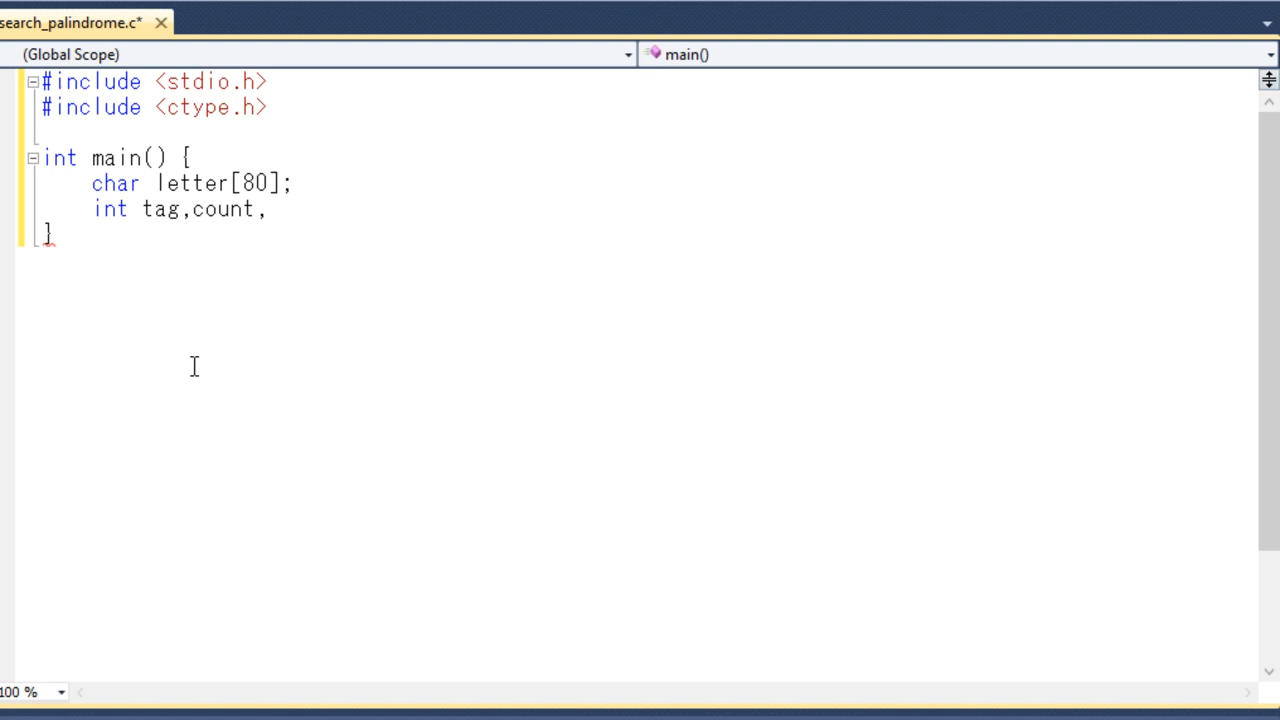 search_palindrome.c*
(Global Scope) main()
#include <stdio.h>
#include <ctype.h>
int main() {
char letter[80];
int tag,count,
}
100 %